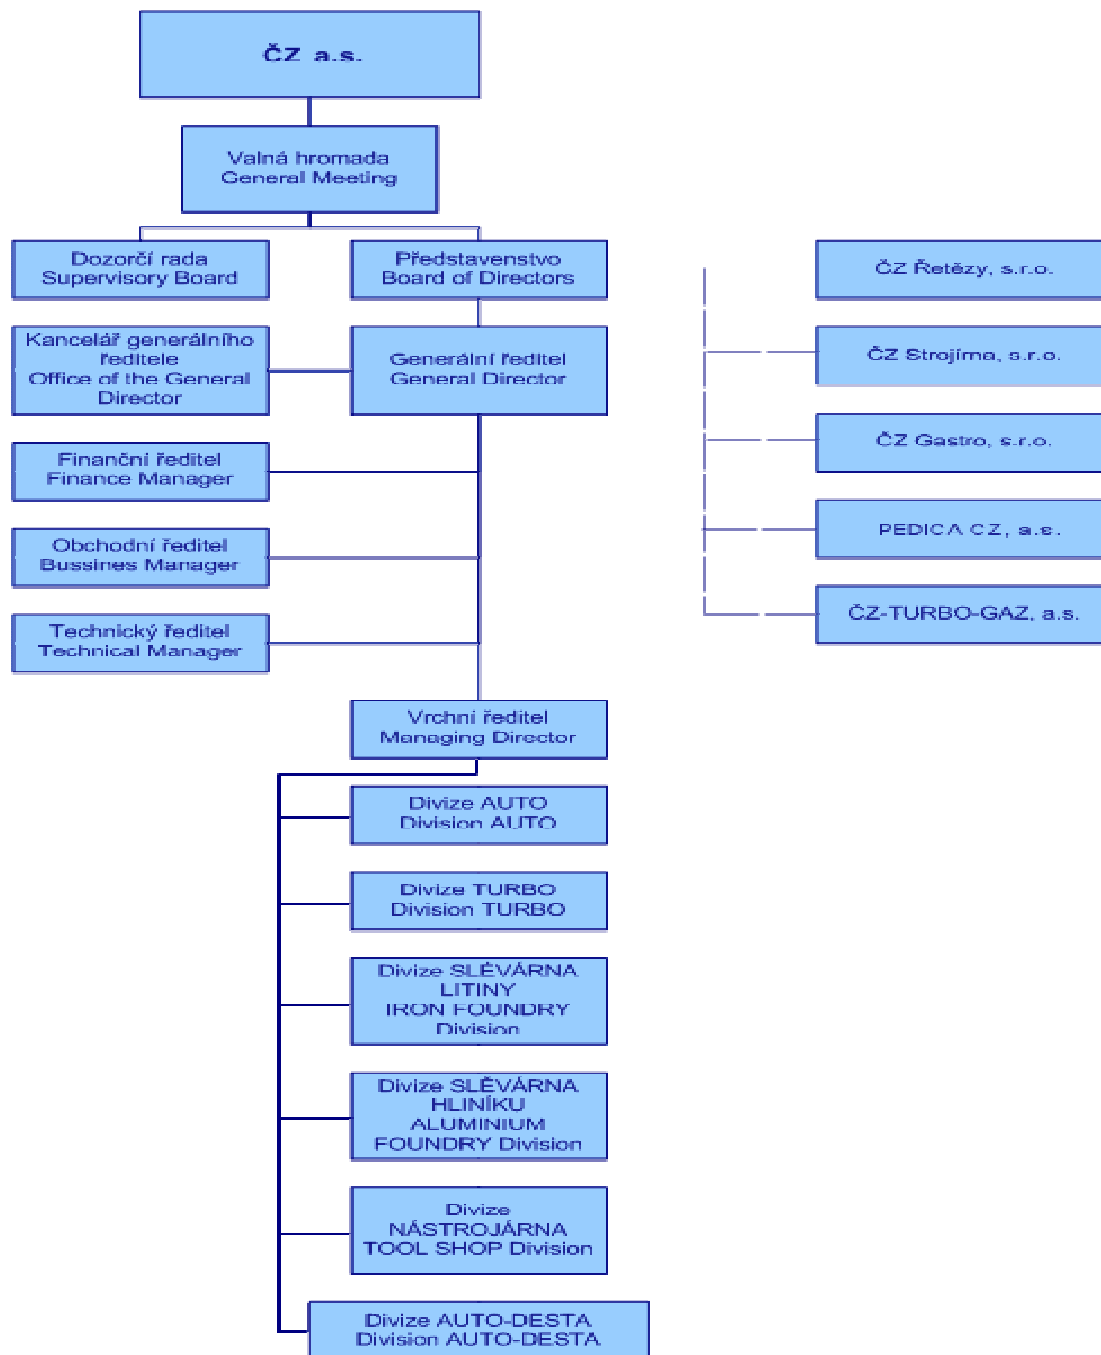 ČZ a.s.
Valná hromada
General Meeting
Dozorčí rada
Supervisory Board
Představenstvo
Board of Directors
Kancelář generálního
ředitele
Office of the General
Director
Generální ředitel
General Director
Finanční ředitel
Finance Manager
Obchodní ředitel
Bussines Manager
Technický ředitel
Technical Manager
Vrchní ředitel
Managing Director
Divize AUTO
Division AUTO
Divize TURBO
Division TURBO
Divize SLÉVÁRNA
LITINY
IRON FOUNDRY
Division
Divize SLÉVÁRNA
HLINÍKU
ALUMINIUM
FOUNDRY Division
Divize
NÁSTROJÁRNA
TOOL SHOP Division
Divize AUTO-DESTA
Division AUTO-DESTA
ČZ Řetězy, s.r.o.
ČZ Strojírna, s.r.o.
ČZ Gastro, s.r.o.
PEDICA CZ, a.s.
ČZ-TURBO-GAZ, a.s.